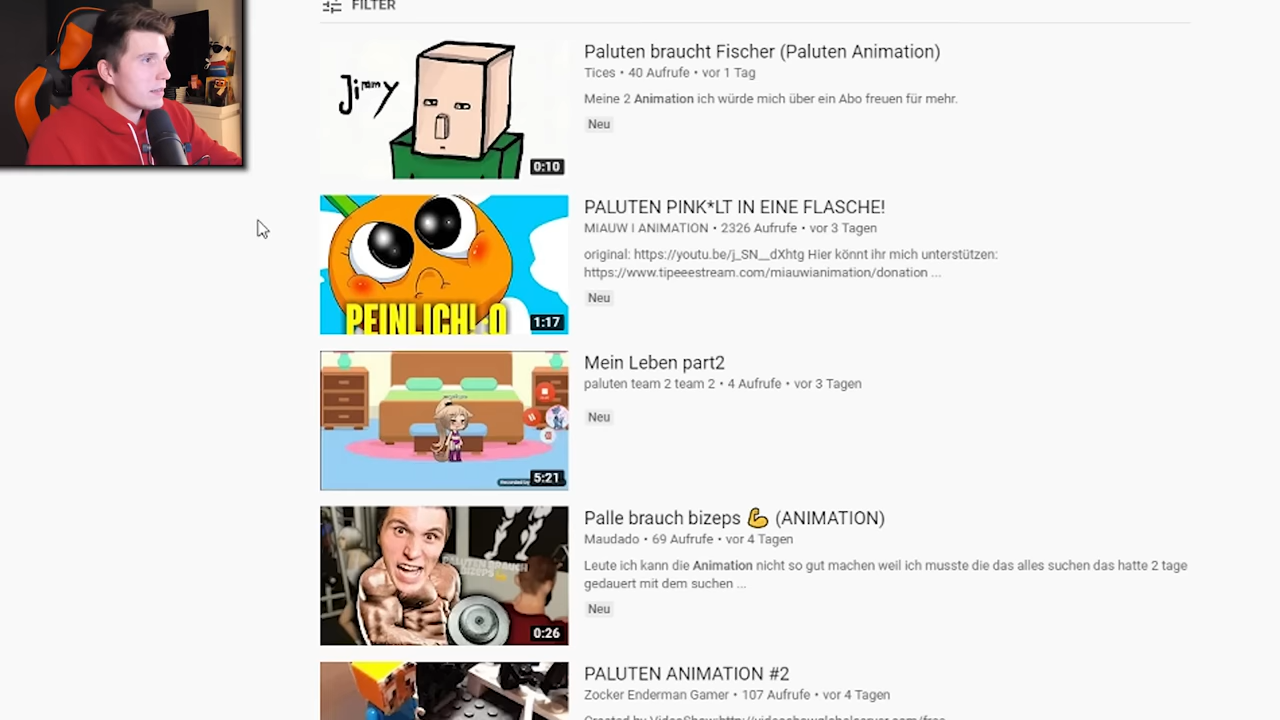 FILTER
Jimmy
0:10
Paluten braucht Fischer (Paluten Animation)
Tices • 40 Aufrufe • vor 1 Tag
Meine 2 Animation ich würde mich über ein Abo freuen für mehr.
Neu
PEINLICH!
1:17
PALUTEN PINK*LT IN EINE FLASCHE!
MIAUW I ANIMATION • 2326 Aufrufe • vor 3 Tagen
original: https://youtu.be/j_SN__dXhtg Hier könnt ihr mich unterstützen:
https://www.tipeeestream.com/miauwianimation/donation ...
Neu
5:21
Mein Leben part2
paluten team 2 team 2 • 4 Aufrufe • vor 3 Tagen
Neu
PALUTEN BRAUCH
BIZEPS
0:26
Palle brauch bizeps 💪 (ANIMATION)
Maudado • 69 Aufrufe • vor 4 Tagen
Leute ich kann die Animation nicht so gut machen weil ich musste die das alles suchen das hatte 2 tage
gedauert mit dem suchen ...
Neu
PALUTEN ANIMATION #2
Zocker Enderman Gamer • 107 Aufrufe • vor 4 Tagen